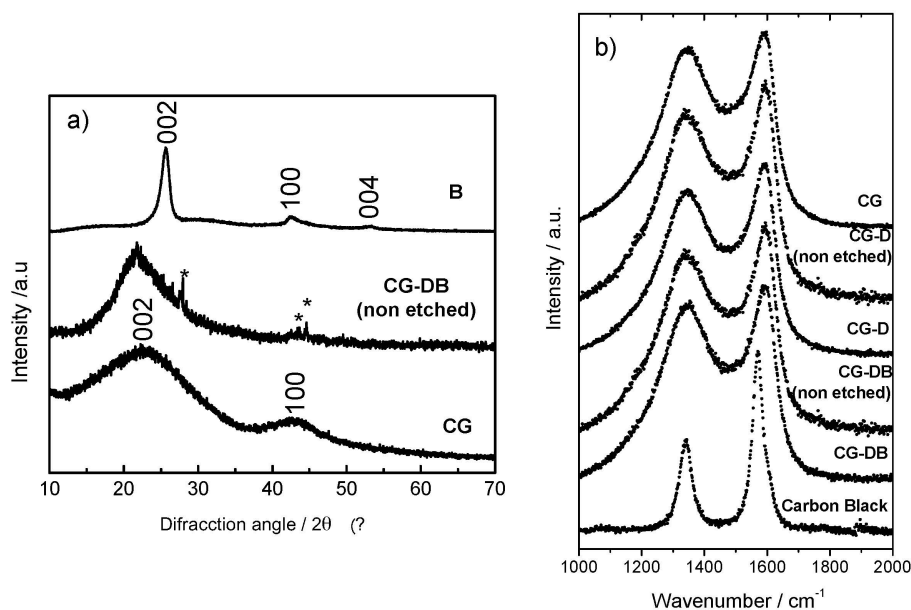 a)
002
100
004
B
*
*
*
CG-DB
(non etched)
002
100
CG
Intensity /a.u
10 20 30 40 50 60 70
Difracction angle / 2θ (?
b)
CG
CG-D
(non etched)
CG-D
CG-DB
(non etched)
CG-DB
Carbon Black
Intensity / a.u.
1000 1200 1400 1600 1800 2000
Wavenumber / cm⁻¹